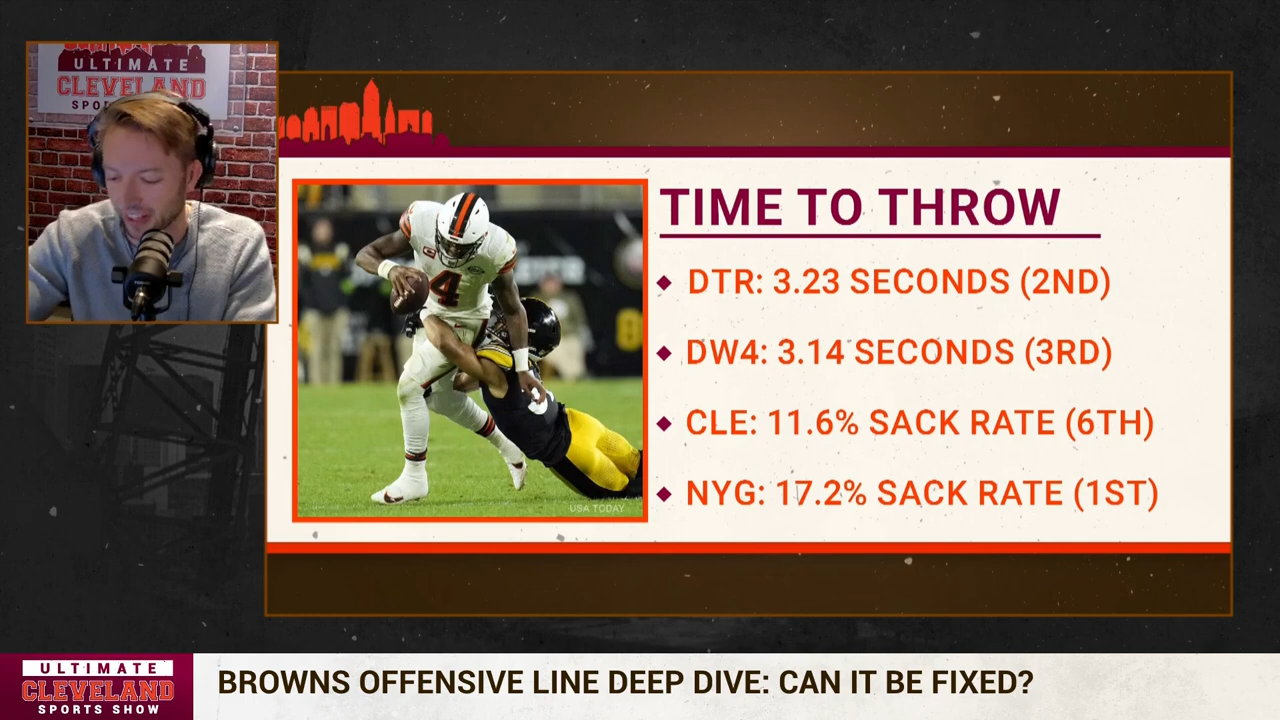 ULTIMATE
CLEVELAND
TIME TO THROW
DTR: 3.23 SECONDS (2ND)
DW4: 3.14 SECONDS (3RD)
CLE: 11.6% SACK RATE (6TH)
NYG: 17.2% SACK RATE (1ST)
4
USA TODAY
ULTIMATE
CLEVELAND
SPORTS SHOW
BROWNS OFFENSIVE LINE DEEP DIVE: CAN IT BE FIXED?